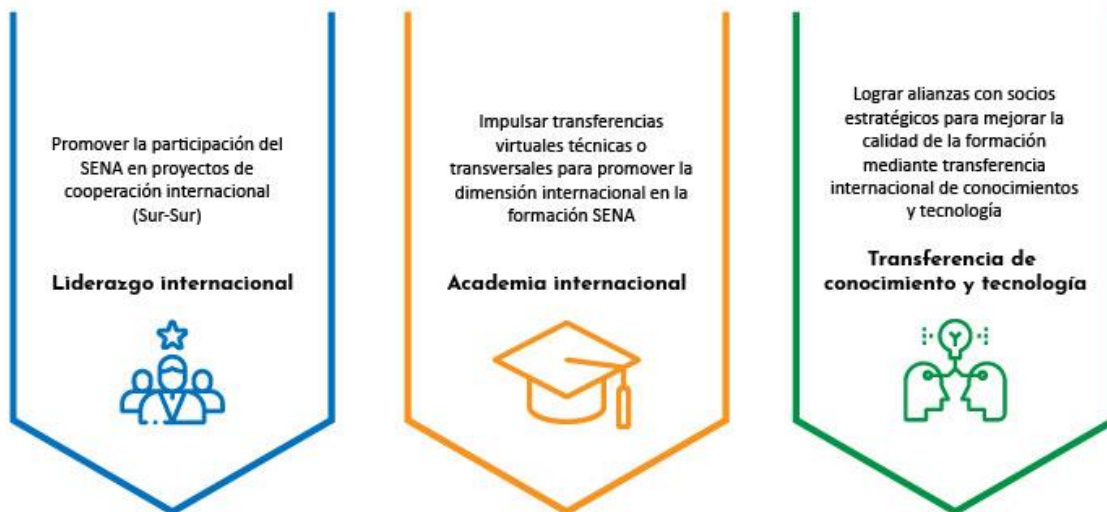 Promover la participación del
SENA en proyectos de
cooperación internacional
(Sur-Sur)
Liderazgo internacional
Impulsar transferencias
virtuales técnicas o
transversales para promover la
dimensión internacional en la
formación SENA
Academia internacional
Lograr alianzas con socios
estratégicos para mejorar la
calidad de la formación
mediante transferencia
internacional de conocimientos
y tecnología
Transferencia de
conocimiento y tecnología